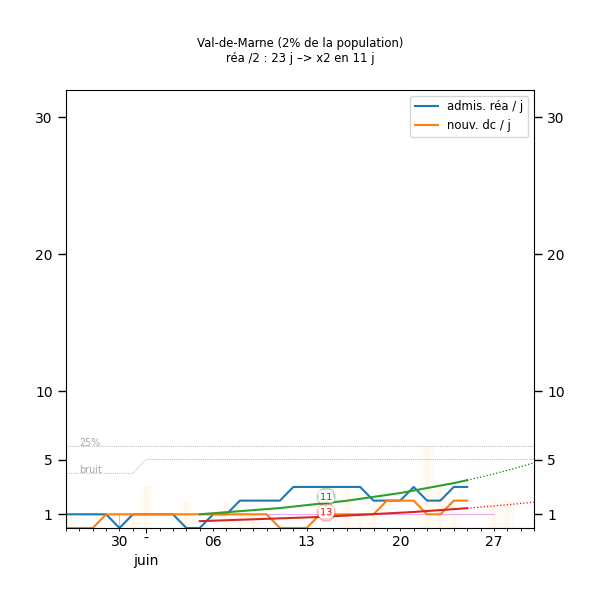 Val-de-Marne (2% de la population)
réa /2 : 23 j –> x2 en 11 j
admis. réa / j
nouv. dc / j
30 30
20 20
10 10
25%
5 5
bruit
11
13
1 1
30 - 06 13 20 27
juin